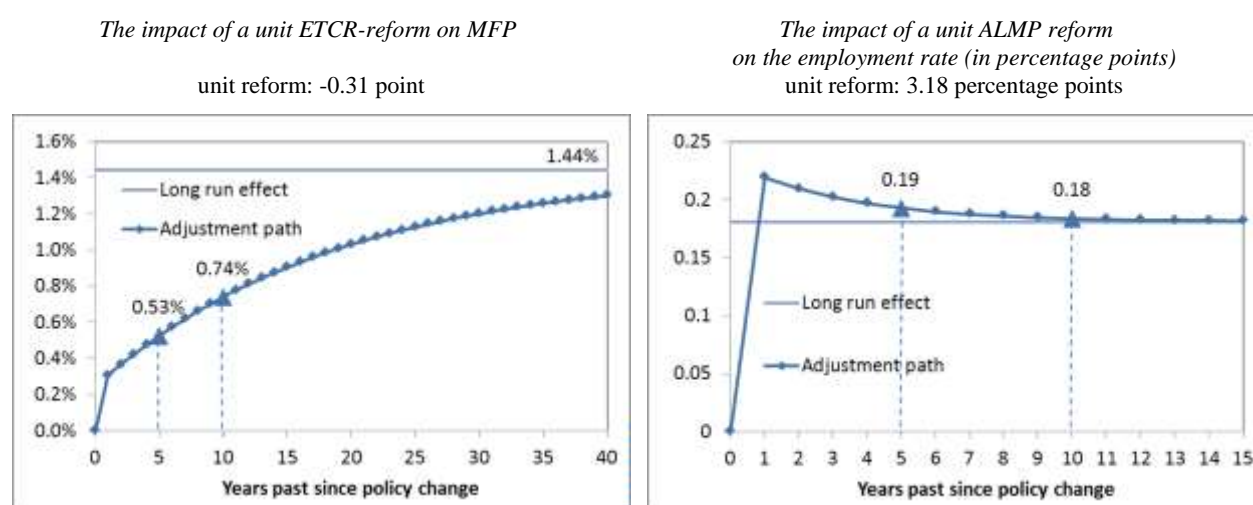 The impact of a unit ETCR-reform on MFP
unit reform: -0.31 point
1.6%
1.4%
1.2%
1.0%
0.8%
0.6%
0.4%
0.2%
0.0%
1.44%
Long run effect
Adjustment path
0.74%
0.53%
0 5 10 15 20 25 30 35 40
Years past since policy change
The impact of a unit ALMP reform
on the employment rate (in percentage points)
unit reform: 3.18 percentage points
0.25
0.2
0.15
0.1
0.05
0
0.19
0.18
Long run effect
Adjustment path
0 1 2 3 4 5 6 7 8 9 10 11 12 13 14 15
Years past since policy change